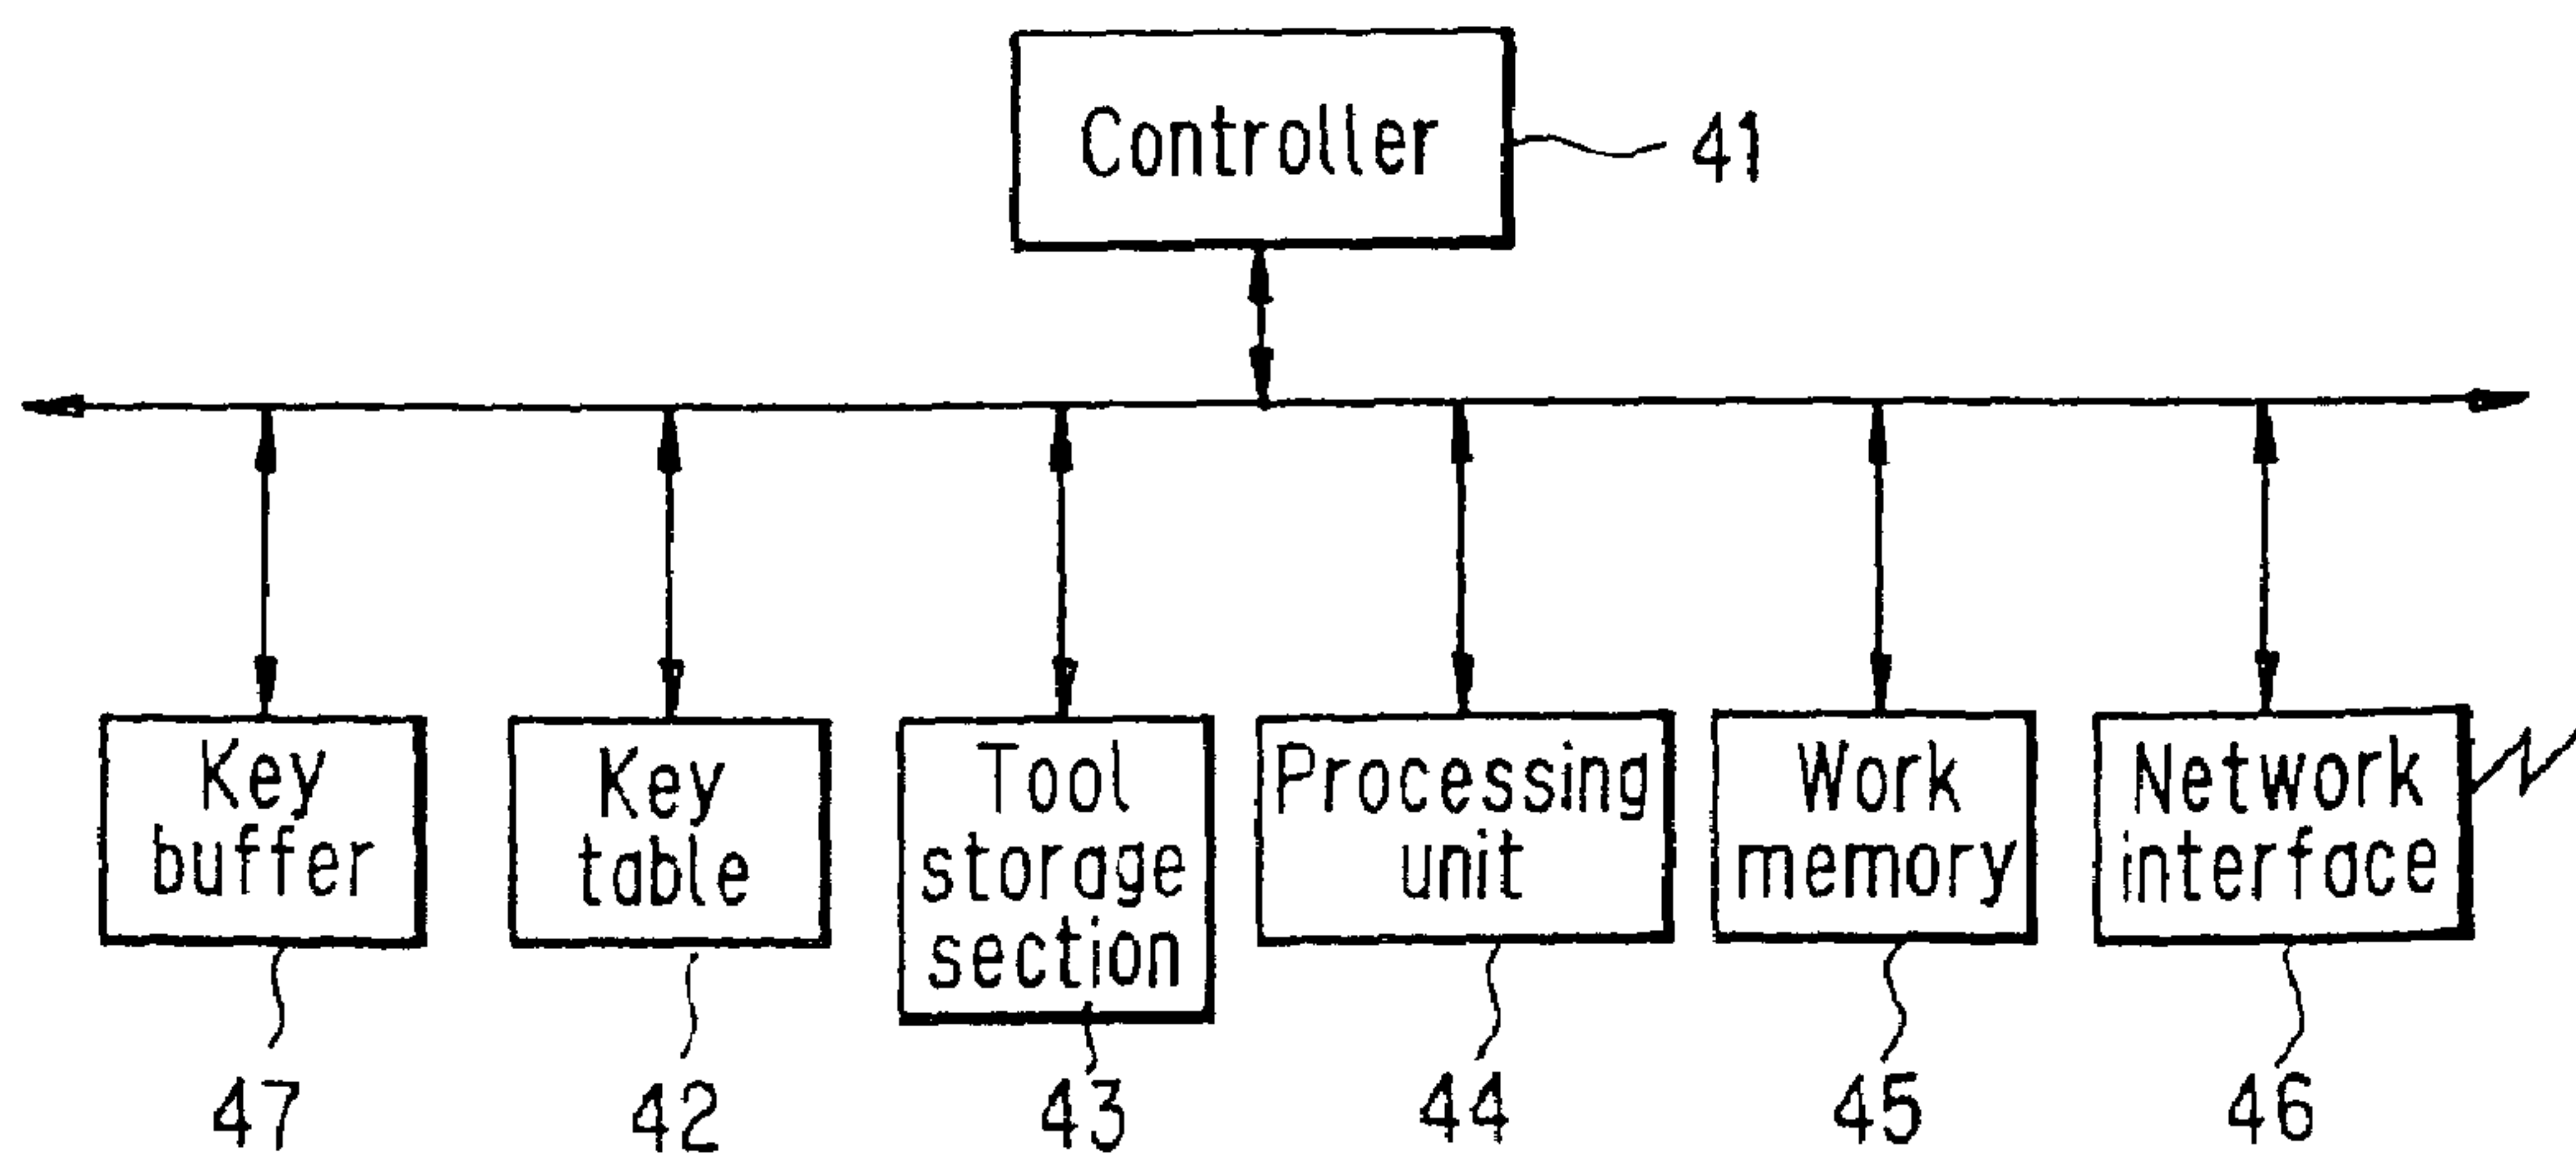 Controller
41
Key
buffer
Key
table
Tool
storage
section
Processing
unit
Work
memory
Network
interface
47
42
43
44
45
46